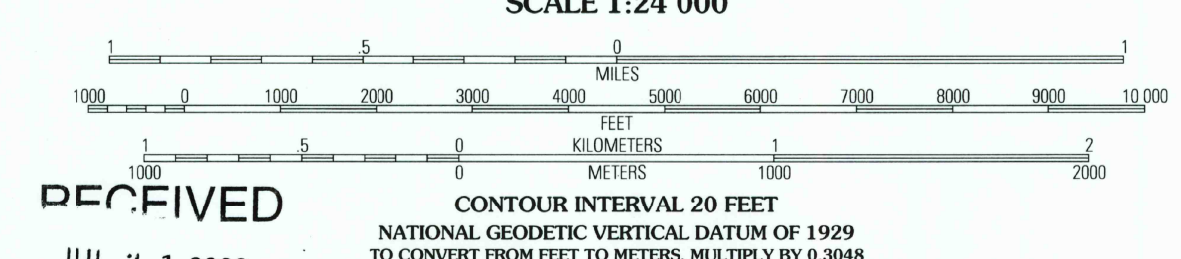 SCALE 1:24 000
1 .5 0 1
MILES
1000 0 1000 2000 3000 4000 5000 6000 7000 8000 9000 10 000
FEET
1 .5 0 KILOMETERS 1 2
1000 0 METERS 1000 2000
RECEIVED
CONTOUR INTERVAL 20 FEET
NATIONAL GEODETIC VERTICAL DATUM OF 1929
TO CONVERT FROM FEET TO METERS, MULTIPLY BY 0.3048